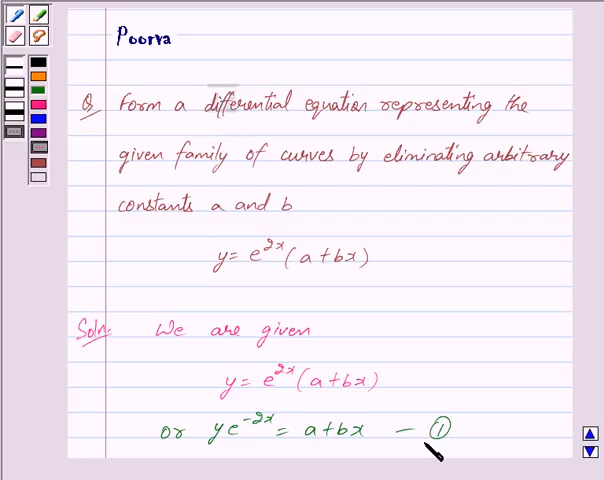 Poorva
Q Form a differential equation representing the
given family of curves by eliminating arbitrary
constants a and b
y = e^2x (a + bx)
Soln: We are given
y = e^2x (a + bx)
or ye^-2x = a + bx — ①